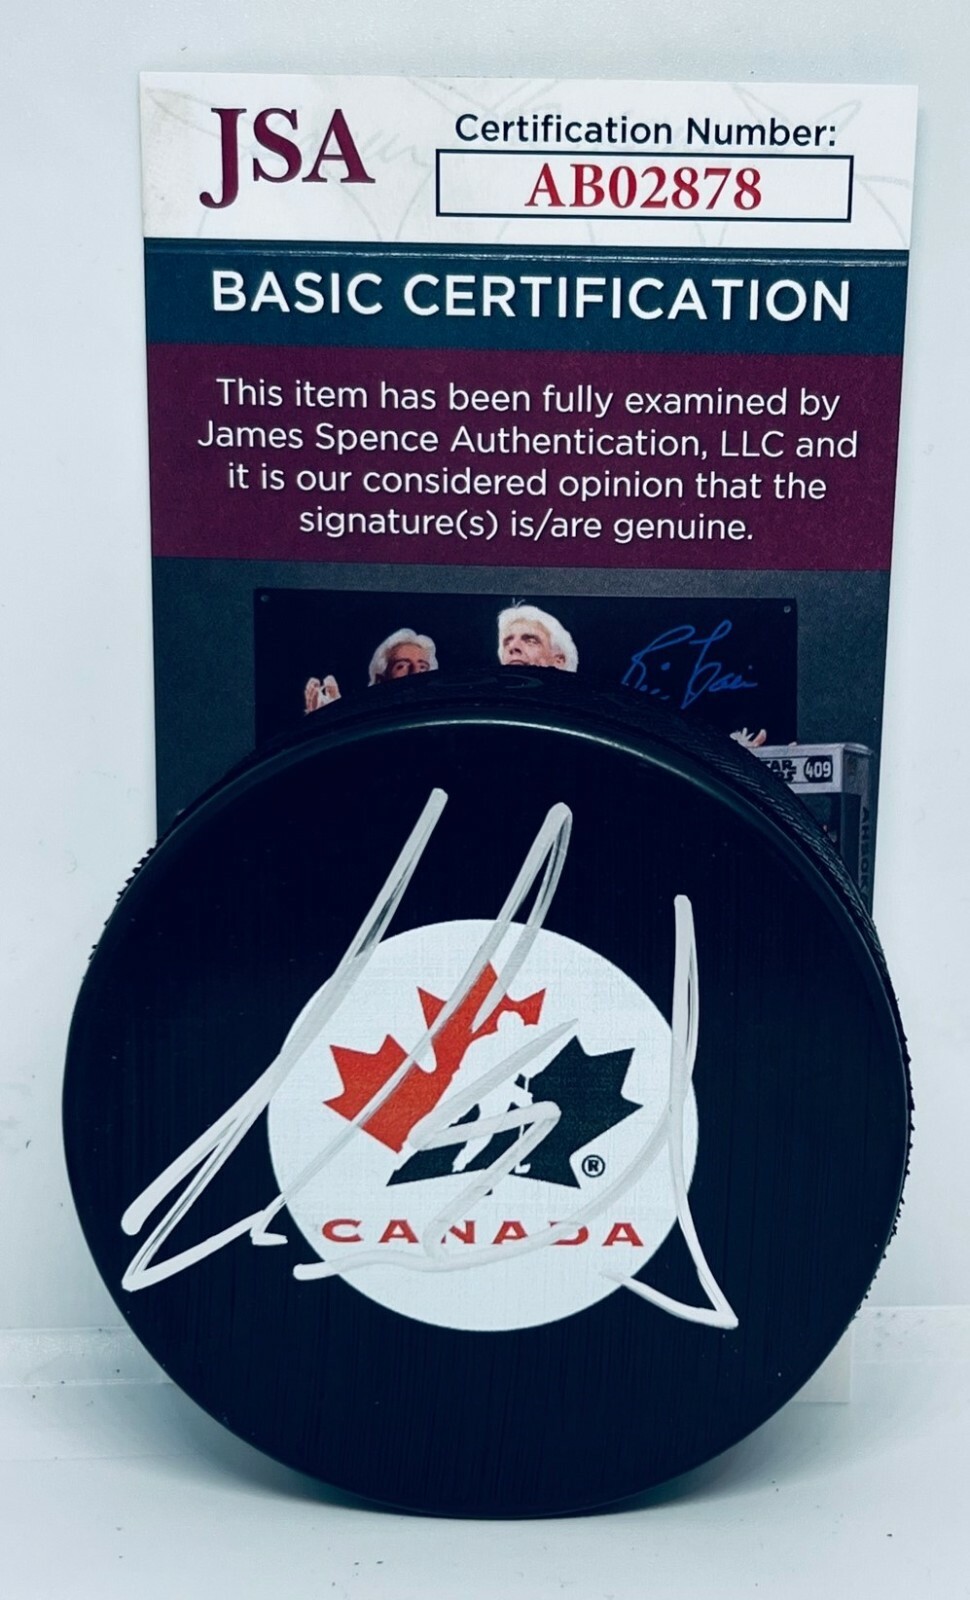 JSA
Certification Number:
AB02878
BASIC CERTIFICATION
This item has been fully examined by
James Spence Authentication, LLC and
it is our considered opinion that the
signature(s) is/are genuine.
409
®
CANADA